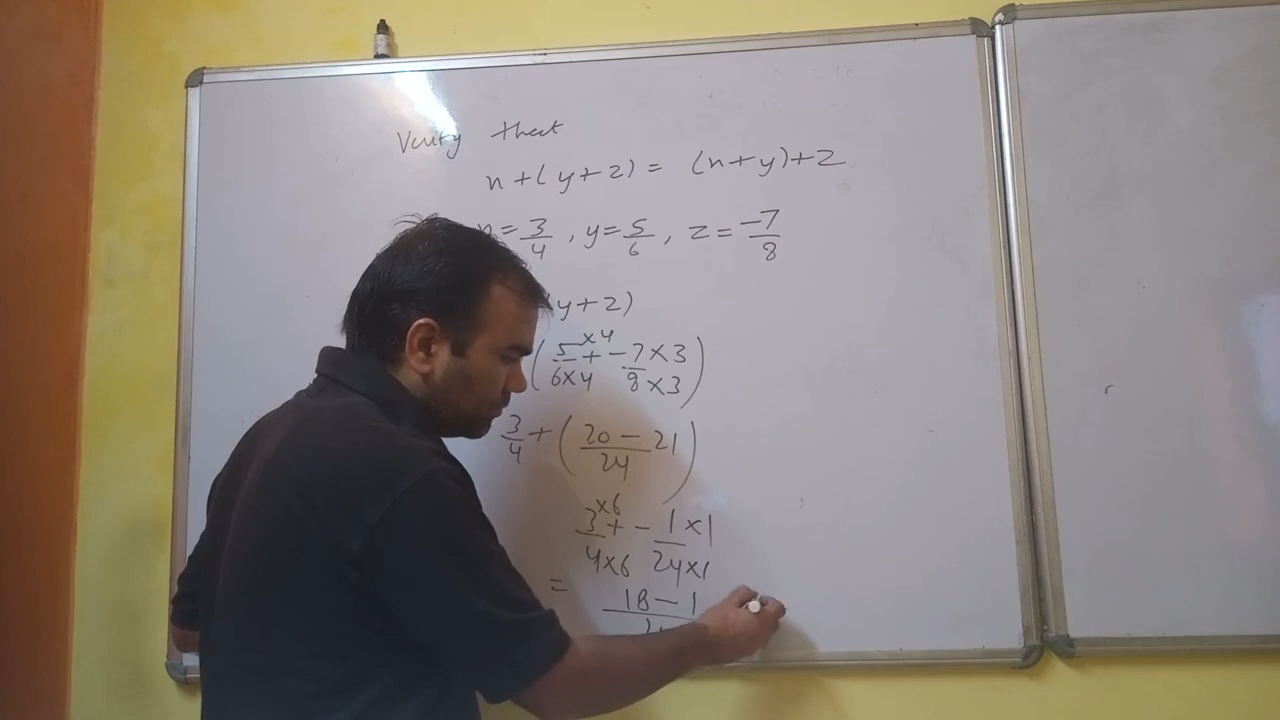 Verify that
x+(y+z) = (x+y)+z
x=3/4, y=5/6, z=-7/8
(y+z)
(5×4/6×4 + -7×3/8×3)
3/4+(20-21/24)
3×6/4×6 + -1×1/24×1
= 18-1